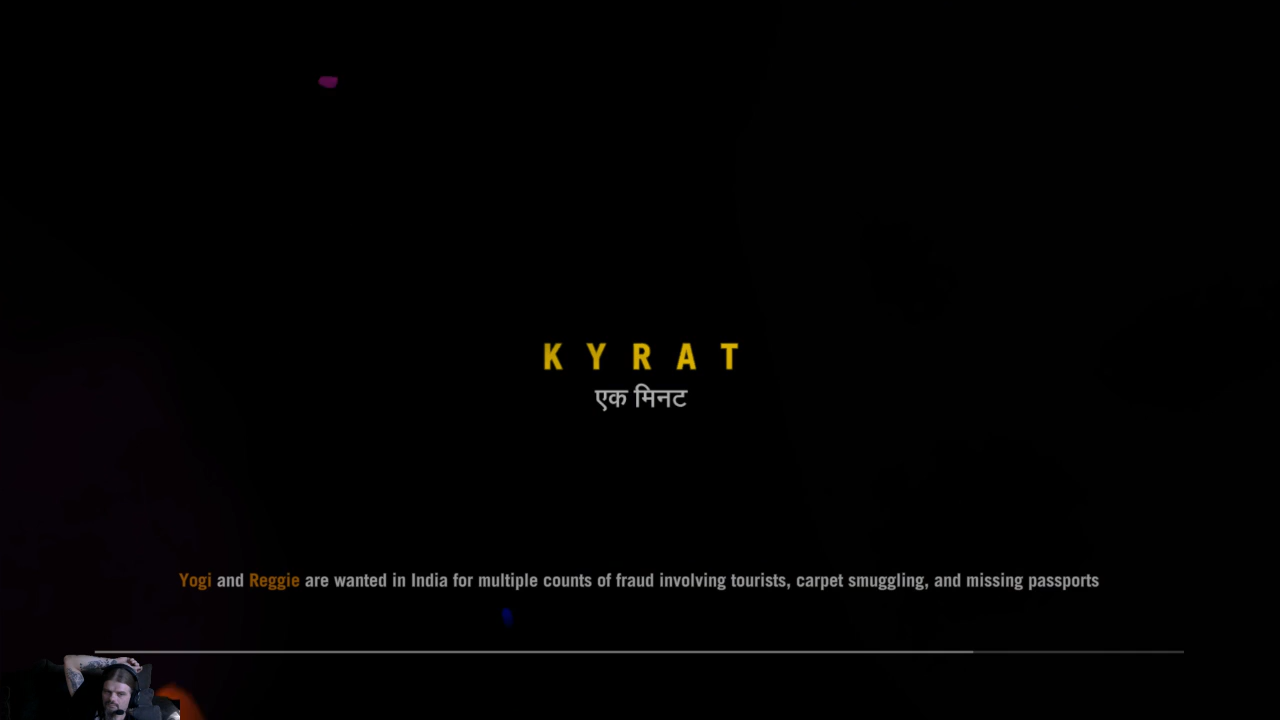 KYRAT
एक मिनट
Yogi and Reggie are wanted in India for multiple counts of fraud involving tourists, carpet smuggling, and missing passports